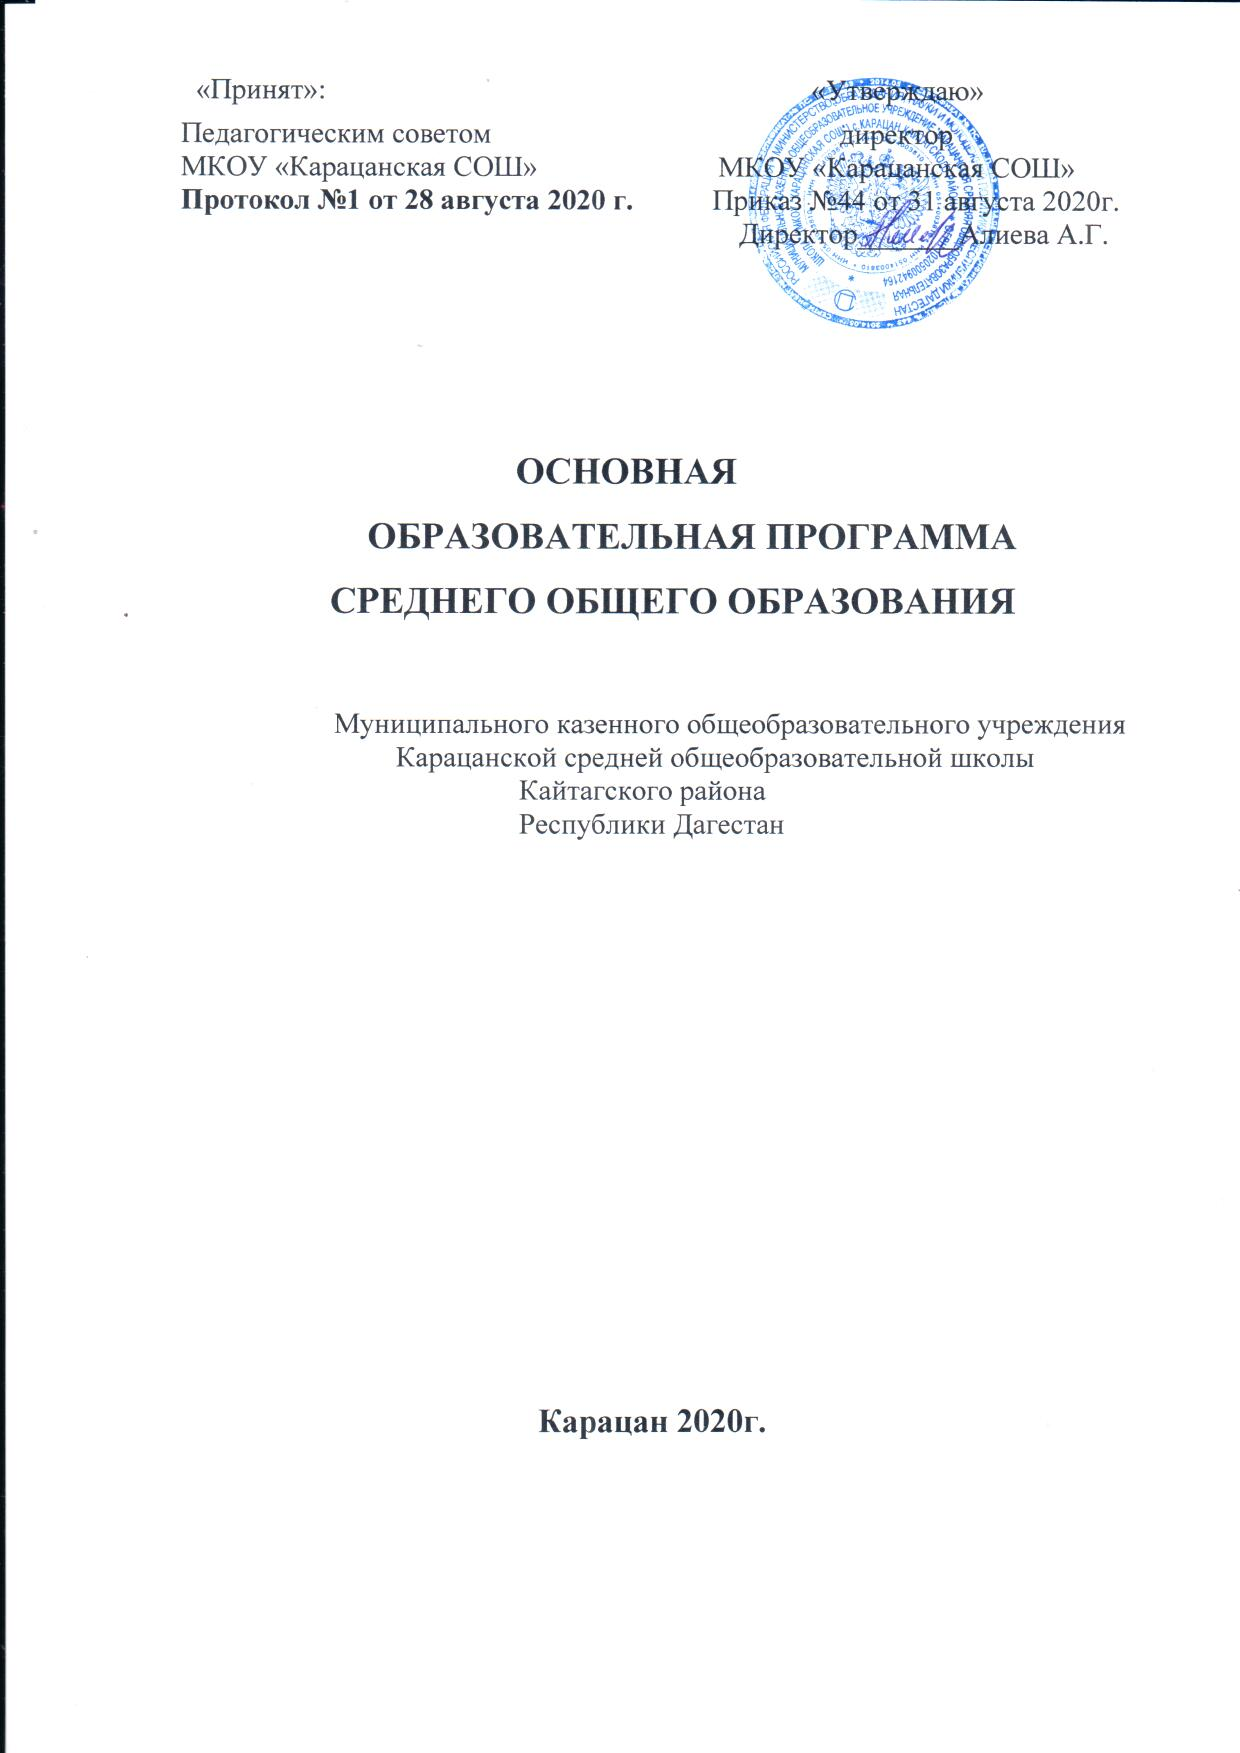 «Принят»:
Педагогическим советом
МКОУ «Карацанская СОШ»
Протокол №1 от 28 августа 2020 г.
«Утверждаю»
директор
МКОУ «Карацанская СОШ»
Приказ №44 от 31 августа 2020г.
Директор Алиева А.Г.
ОСНОВНАЯ
ОБРАЗОВАТЕЛЬНАЯ ПРОГРАММА
СРЕДНЕГО ОБЩЕГО ОБРАЗОВАНИЯ
Муниципального казенного общеобразовательного учреждения
Карацанской средней общеобразовательной школы
Кайтагского района
Республики Дагестан
Карацан 2020г.